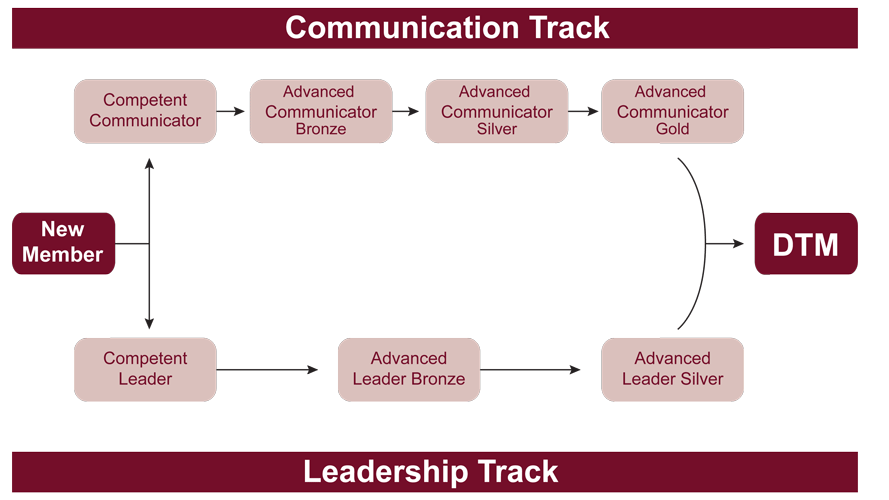 Communication Track
Competent
Communicator
Advanced
Communicator
Bronze
Advanced
Communicator
Silver
Advanced
Communicator
Gold
New
Member
DTM
Competent
Leader
Advanced
Leader Bronze
Advanced
Leader Silver
Leadership Track